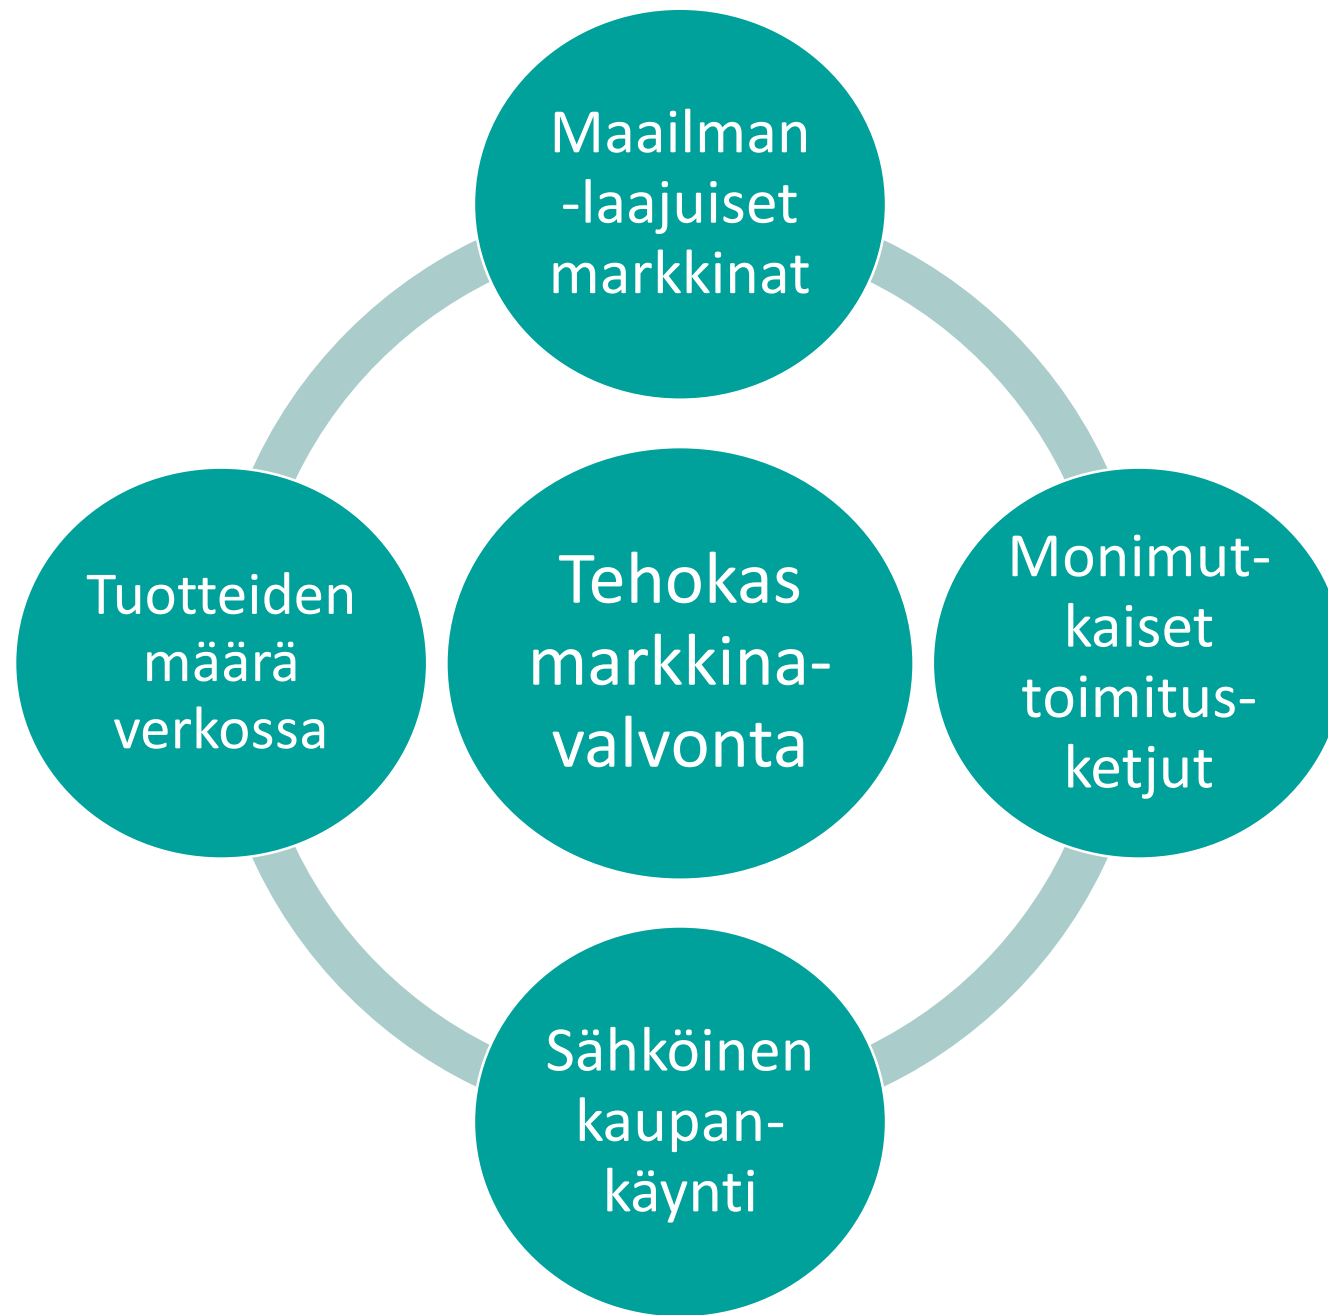 Maailman
-laajuiset
markkinat
Tuotteiden
määrä
verkossa
Tehokas
markkina-
valvonta
Monimut-
kaiset
toimitus-
ketjut
Sähköinen
kaupan-
käynti